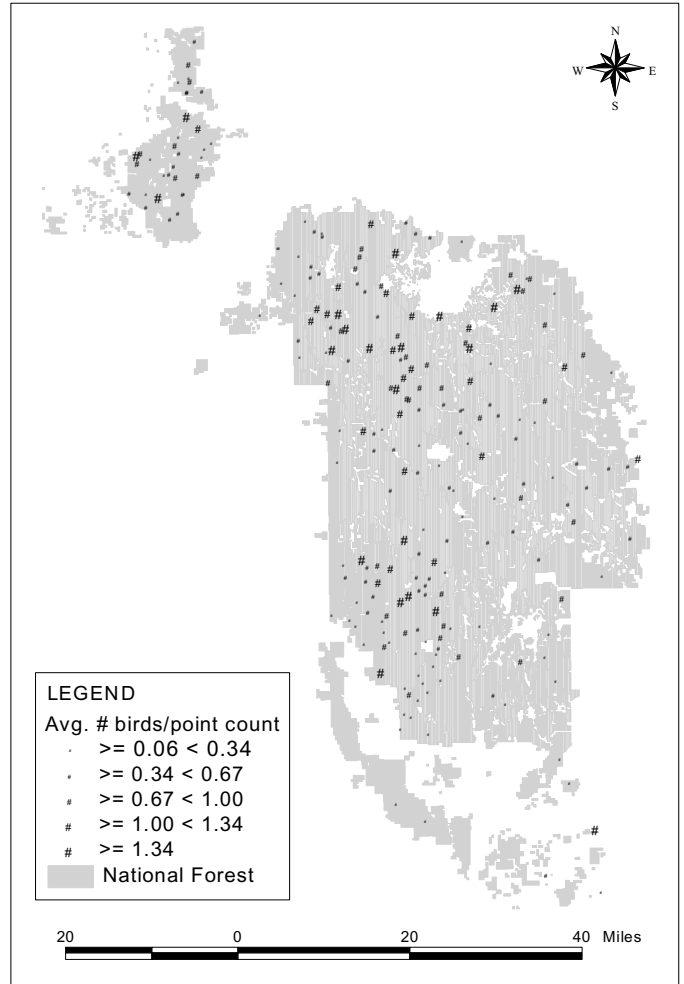 N
W E
S
LEGEND
Avg. # birds/point count
>= 0.06 < 0.34
>= 0.34 < 0.67
# >= 0.67 < 1.00
# >= 1.00 < 1.34
# >= 1.34
National Forest
20 0 20 40 Miles